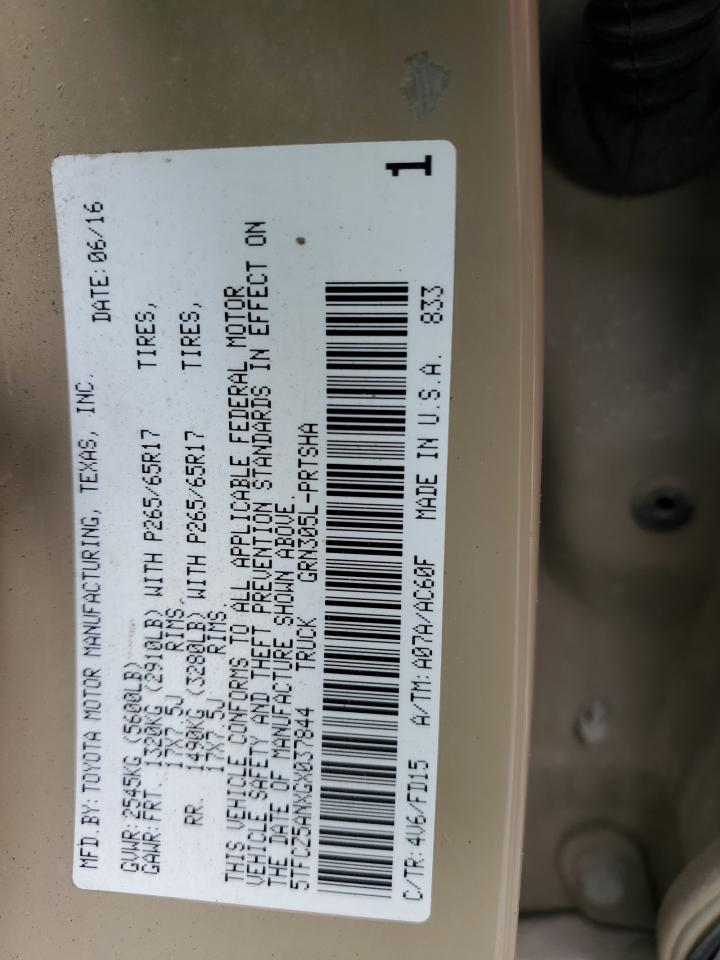 MFD.BY:TOYOTA MOTOR MANUFACTURING, TEXAS, INC. DATE:06/16
GVWR:2545KG (5600LB)
GAWR:FRT. 1320KG (2910LB) WITH P265/65R17 TIRES,
17X7.5J RIMS,
RR. 1490KG (3280LB) WITH P265/65R17 TIRES,
17X7.5J RIMS.
THIS VEHICLE CONFORMS TO ALL APPLICABLE FEDERAL MOTOR
VEHICLE SAFETY AND THEFT PREVENTION STANDARDS IN EFFECT ON
THE DATE OF MANUFACTURE SHOWN ABOVE.
5TFCZ5ANXGX037844 TRUCK GRN305L-PRTSHA
C/TR:4V6/FD15 A/TM:A07A/AC60F MADE IN U.S.A. 833
1